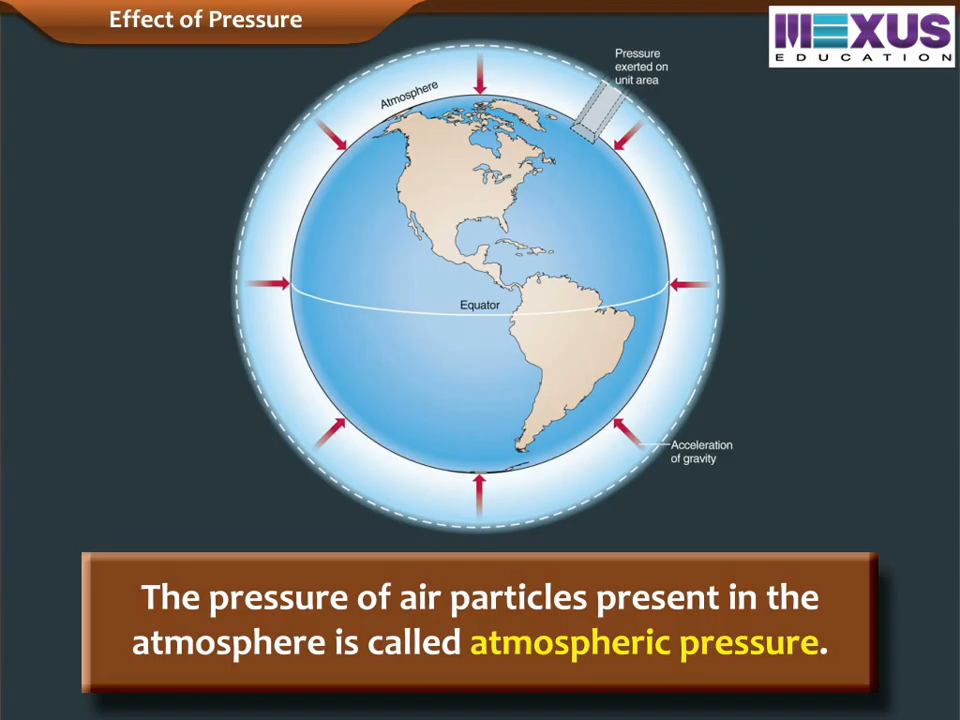 Effect of Pressure
MEXUS
EDUCATION
Pressure
exerted on
unit area
Atmosphere
Equator
Acceleration
of gravity
The pressure of air particles present in the
atmosphere is called atmospheric pressure.